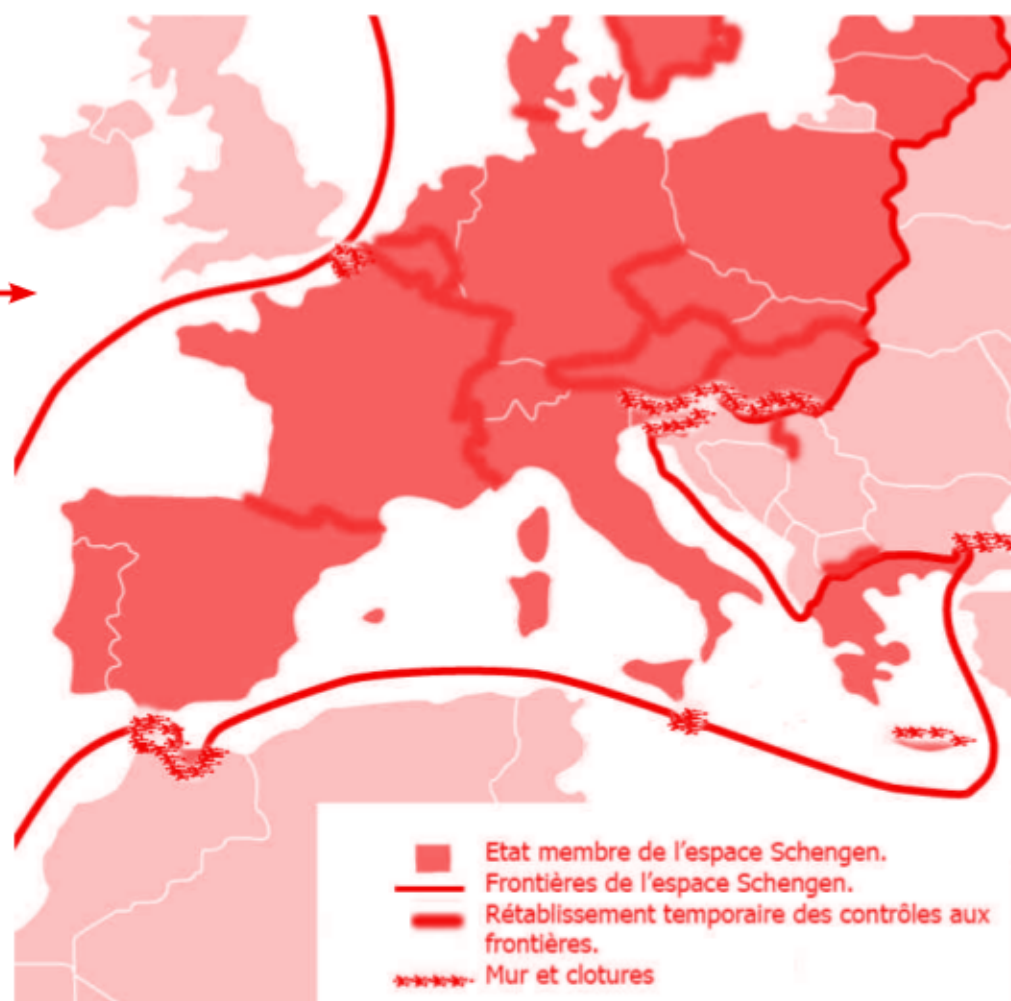 Etat membre de l'espace Schengen.
Frontières de l'espace Schengen.
Rétablissement temporaire des contrôles aux
frontières.
Mur et clotures